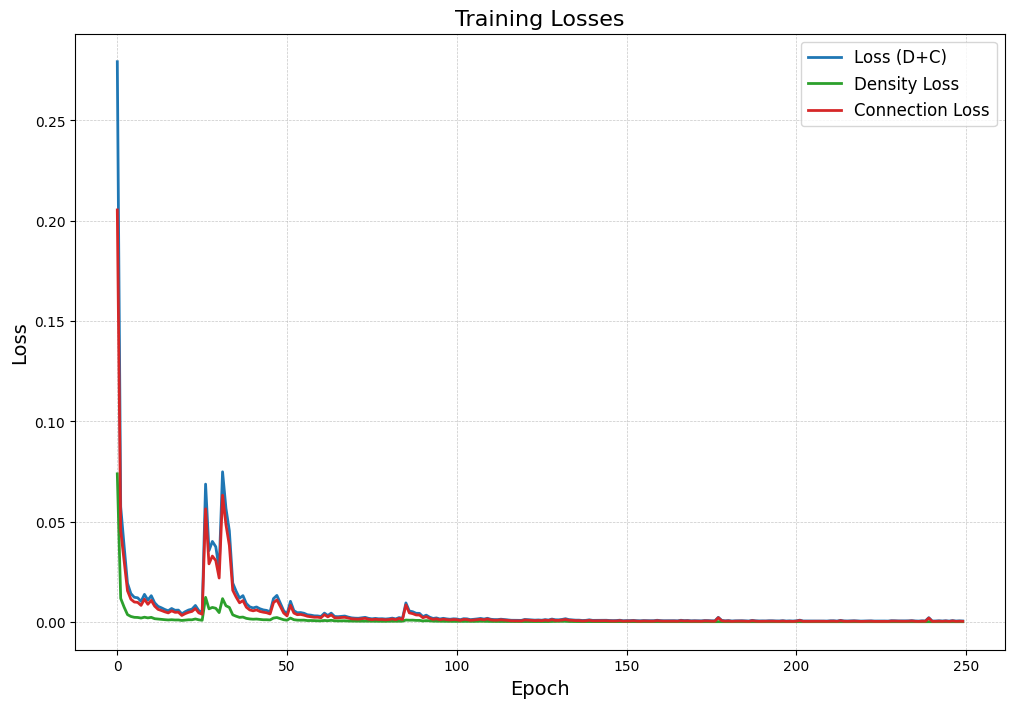 Training Losses
Loss (D+C)
Density Loss
Connection Loss
Loss
0.25
0.20
0.15
0.10
0.05
0.00
0 50 100 150 200 250
Epoch